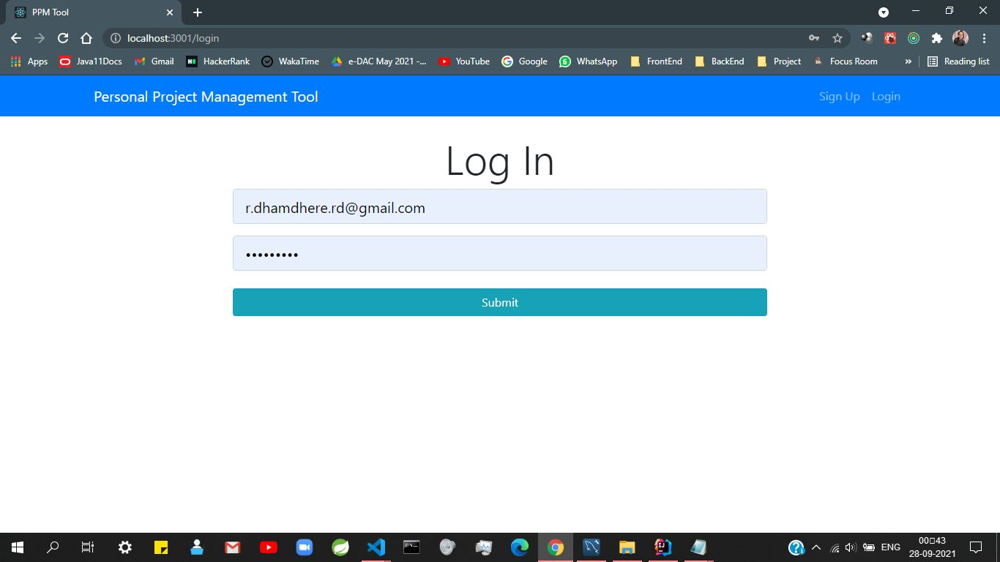 PPM Tool
localhost:3001/login
Apps Java11Docs Gmail HackerRank WakaTime e-DAC May 2021 -... YouTube Google WhatsApp FrontEnd BackEnd Project Focus Room » Reading list
Personal Project Management Tool Sign Up Login
Log In
r.dhamdhere.rd@gmail.com
•••••••••
Submit
ENG
00▯43
28-09-2021